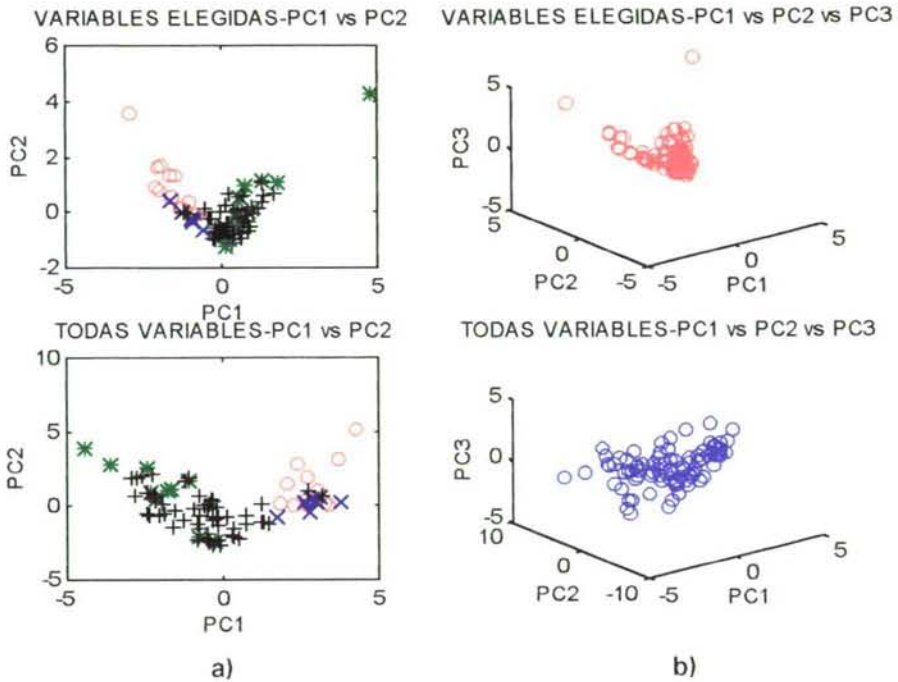 VARIABLES ELEGIDAS-PC1 vs PC2
6
4
2
0
-2
PC2
-5
0
5
PC1
VARIABLES ELEGIDAS-PC1 vs PC2 vs PC3
5
0
-5
PC3
5
0
-5
PC2
-5
0
5
PC1
TODAS VARIABLES-PC1 vs PC2
10
5
0
-5
PC2
-5
0
5
PC1
TODAS VARIABLES-PC1 vs PC2 vs PC3
5
0
-5
PC3
10
0
-10
PC2
-5
0
5
PC1
a)
b)